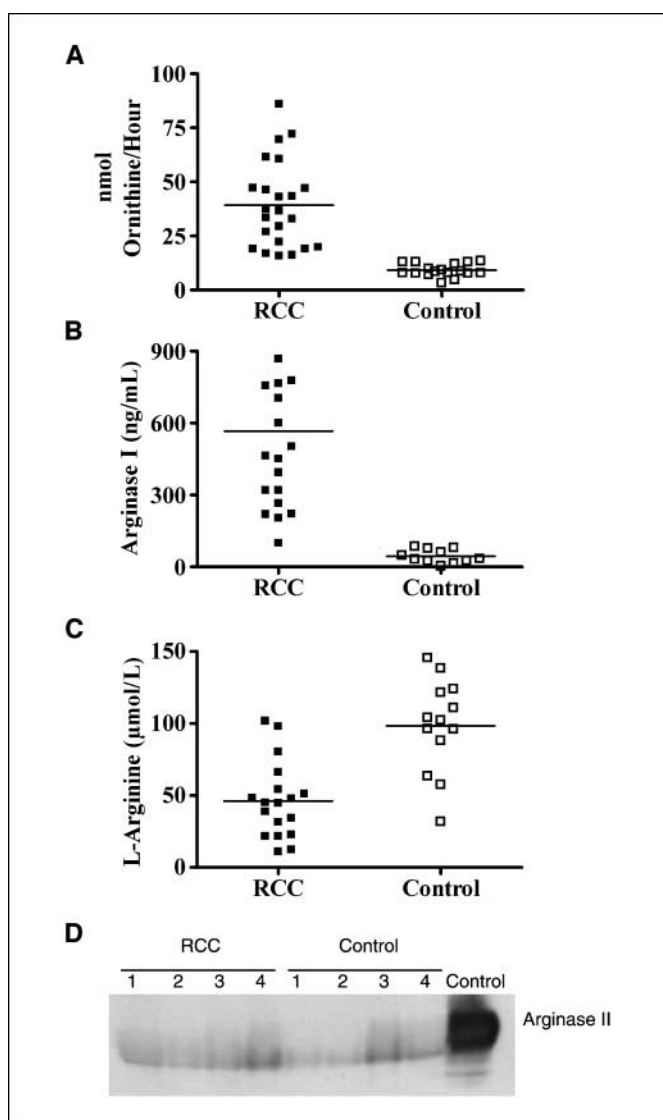 A
100
75
50
25
0
nmol
Ornithine/Hour
RCC Control
B
900
600
300
0
Arginase I (ng/mL)
RCC Control
C
150
100
50
0
L-Arginine (µmol/L)
RCC Control
D
RCC Control
1 2 3 4 1 2 3 4 Control
Arginase II